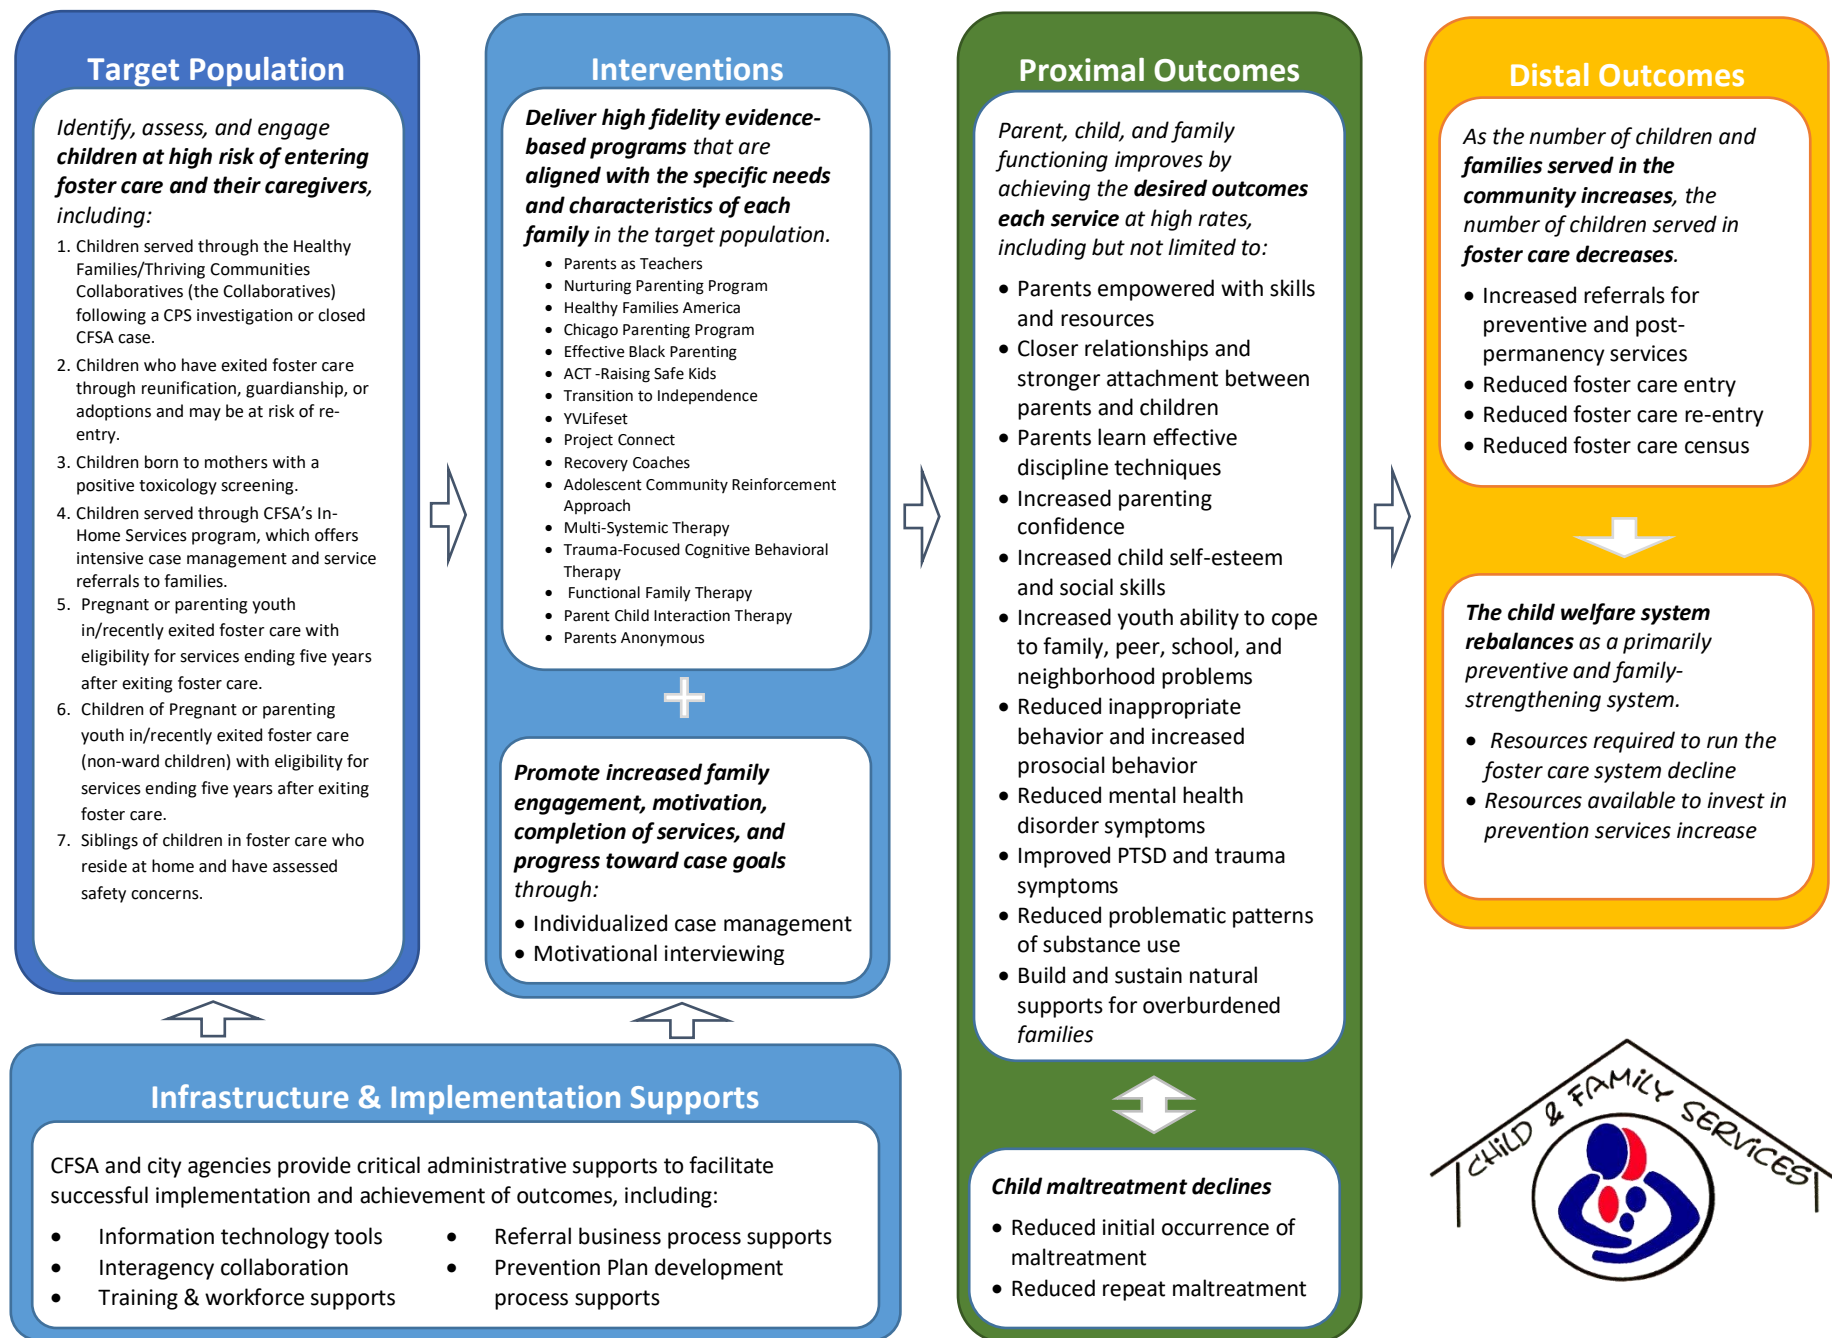 Target Population
Identify, assess, and engage
children at high risk of entering
foster care and their caregivers,
including:
1. Children served through the Healthy
Families/Thriving Communities
Collaboratives (the Collaboratives)
following a CPS investigation or closed
CFSA case.
2. Children who have exited foster care
through reunification, guardianship, or
adoptions and may be at risk of re-
entry.
3. Children born to mothers with a
positive toxicology screening.
4. Children served through CFSA's In-
Home Services program, which offers
intensive case management and service
referrals to families.
5. Pregnant or parenting youth
in/recently exited foster care with
eligibility for services ending five years
after exiting foster care.
6. Children of Pregnant or parenting
youth in/recently exited foster care
(non-ward children) with eligibility for
services ending five years after exiting
foster care.
7. Siblings of children in foster care who
reside at home and have assessed
safety concerns.
Interventions
Deliver high fidelity evidence-
based programs that are
aligned with the specific needs
and characteristics of each
family in the target population.
• Parents as Teachers
• Nurturing Parenting Program
• Healthy Families America
• Chicago Parenting Program
• Effective Black Parenting
• ACT -Raising Safe Kids
• Transition to Independence
• YVLifeset
• Project Connect
• Recovery Coaches
• Adolescent Community Reinforcement
Approach
• Multi-Systemic Therapy
• Trauma-Focused Cognitive Behavioral
Therapy
• Functional Family Therapy
• Parent Child Interaction Therapy
• Parents Anonymous
Promote increased family
engagement, motivation,
completion of services, and
progress toward case goals
through:
• Individualized case management
• Motivational interviewing
Proximal Outcomes
Parent, child, and family
functioning improves by
achieving the desired outcomes
each service at high rates,
including but not limited to:
• Parents empowered with skills
and resources
• Closer relationships and
stronger attachment between
parents and children
• Parents learn effective
discipline techniques
• Increased parenting
confidence
• Increased child self-esteem
and social skills
• Increased youth ability to cope
to family, peer, school, and
neighborhood problems
• Reduced inappropriate
behavior and increased
prosocial behavior
• Reduced mental health
disorder symptoms
• Improved PTSD and trauma
symptoms
• Reduced problematic patterns
of substance use
• Build and sustain natural
supports for overburdened
families
Child maltreatment declines
• Reduced initial occurrence of
maltreatment
• Reduced repeat maltreatment
Distal Outcomes
As the number of children and
families served in the
community increases, the
number of children served in
foster care decreases.
• Increased referrals for
preventive and post-
permanency services
• Reduced foster care entry
• Reduced foster care re-entry
• Reduced foster care census
The child welfare system
rebalances as a primarily
preventive and family-
strengthening system.
• Resources required to run the
foster care system decline
• Resources available to invest in
prevention services increase
Infrastructure & Implementation Supports
CFSA and city agencies provide critical administrative supports to facilitate
successful implementation and achievement of outcomes, including:
• Information technology tools
• Interagency collaboration
• Training & workforce supports
• Referral business process supports
• Prevention Plan development
process supports
CHiLD & FAMiLY SERViCES